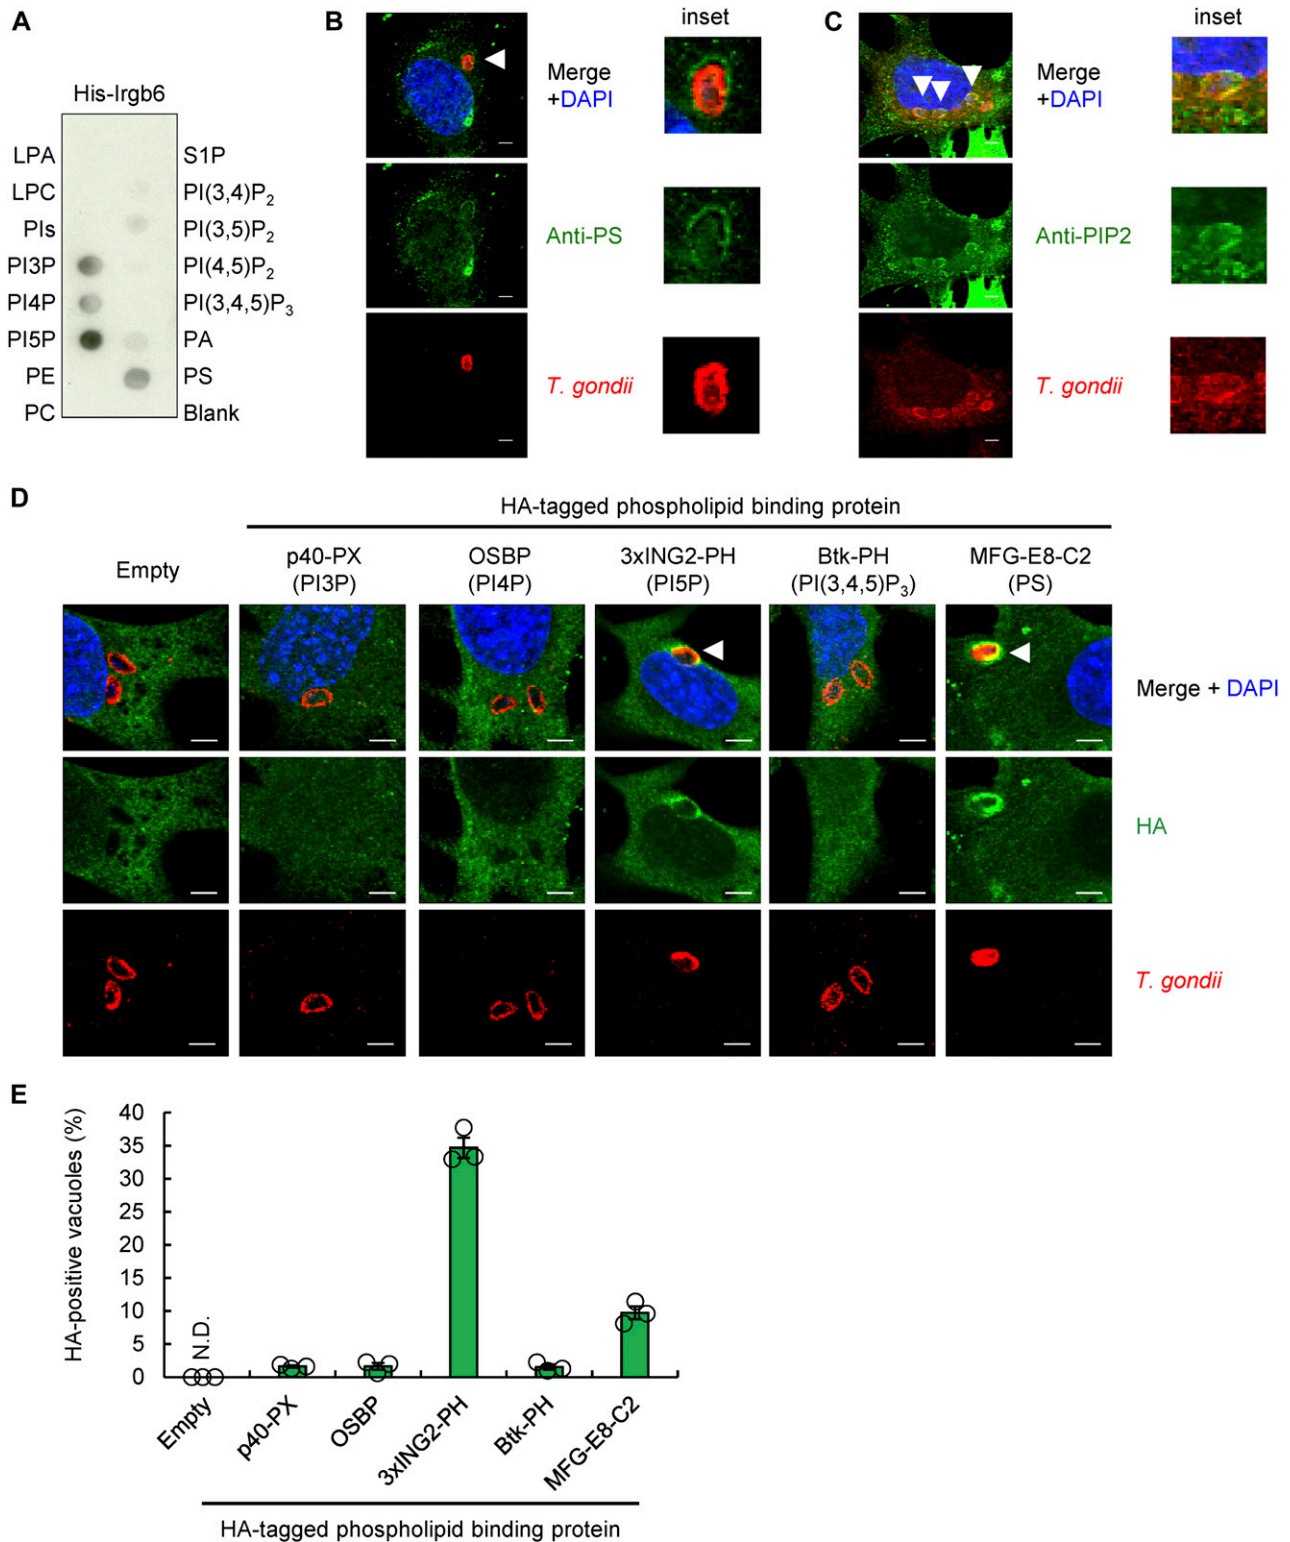 A
His-Irgb6
LPA
LPC
PIs
PI3P
PI4P
PI5P
PE
PC
S1P
PI(3,4)P2
PI(3,5)P2
PI(4,5)P2
PI(3,4,5)P3
PA
PS
Blank
B
inset
Merge
+DAPI
Anti-PS
T. gondii
C
inset
Merge
+DAPI
Anti-PIP2
T. gondii
D
HA-tagged phospholipid binding protein
Empty
p40-PX
(PI3P)
OSBP
(PI4P)
3xING2-PH
(PI5P)
Btk-PH
(PI(3,4,5)P3)
MFG-E8-C2
(PS)
Merge + DAPI
HA
T. gondii
E
HA-positive vacuoles (%)
40
35
30
25
20
15
10
5
0
N.D.
Empty
p40-PX
OSBP
3xING2-PH
Btk-PH
MFG-E8-C2
HA-tagged phospholipid binding protein